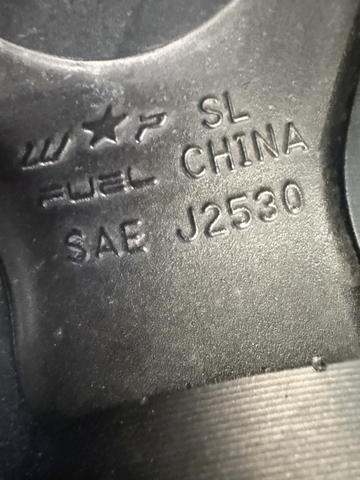 W★P SL
FUEL CHINA
SAE J2530